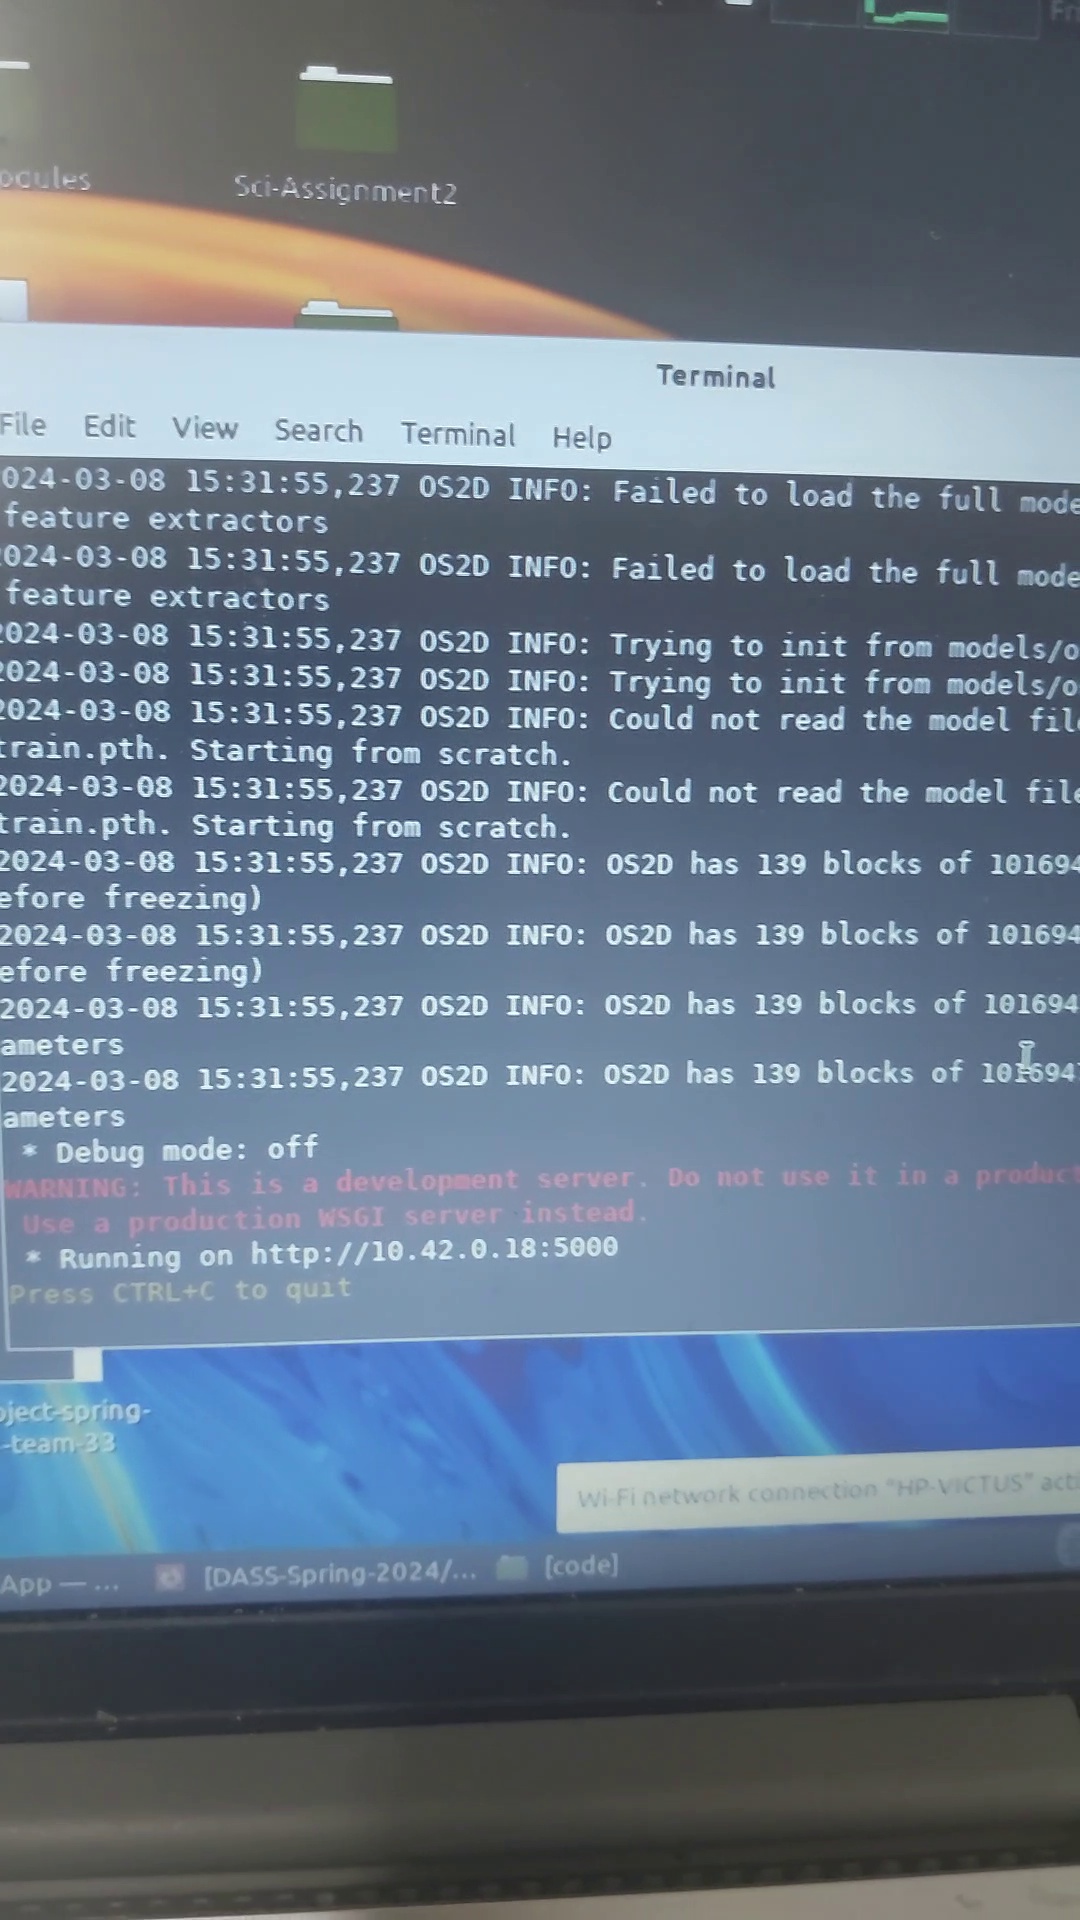 Sci-Assignment2
Terminal
File Edit View Search Terminal Help
024-03-08 15:31:55,237 OS2D INFO: Failed to load the full mode
feature extractors
024-03-08 15:31:55,237 OS2D INFO: Failed to load the full mode
feature extractors
2024-03-08 15:31:55,237 OS2D INFO: Trying to init from models/o
2024-03-08 15:31:55,237 OS2D INFO: Trying to init from models/o
2024-03-08 15:31:55,237 OS2D INFO: Could not read the model file
train.pth. Starting from scratch.
2024-03-08 15:31:55,237 OS2D INFO: Could not read the model file
train.pth. Starting from scratch.
2024-03-08 15:31:55,237 OS2D INFO: OS2D has 139 blocks of 101694
efore freezing)
2024-03-08 15:31:55,237 OS2D INFO: OS2D has 139 blocks of 101694
efore freezing)
2024-03-08 15:31:55,237 OS2D INFO: OS2D has 139 blocks of 101694
ameters
2024-03-08 15:31:55,237 OS2D INFO: OS2D has 139 blocks of 101694
ameters
* Debug mode: off
WARNING: This is a development server. Do not use it in a product
Use a production WSGI server instead.
* Running on http://10.42.0.18:5000
Press CTRL+C to quit
oject-spring-
-team-33
Wi-Fi network connection "HP-VICTUS" acti
App — ... [DASS-Spring-2024/... [code]